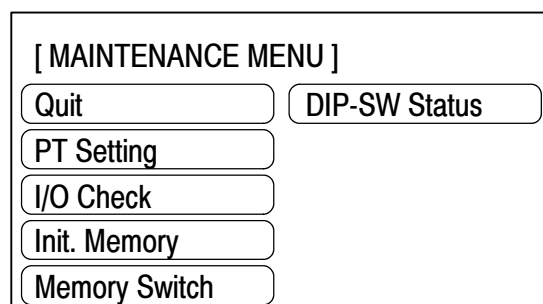 [ MAINTENANCE MENU ]
Quit
DIP-SW Status
PT Setting
I/O Check
Init. Memory
Memory Switch